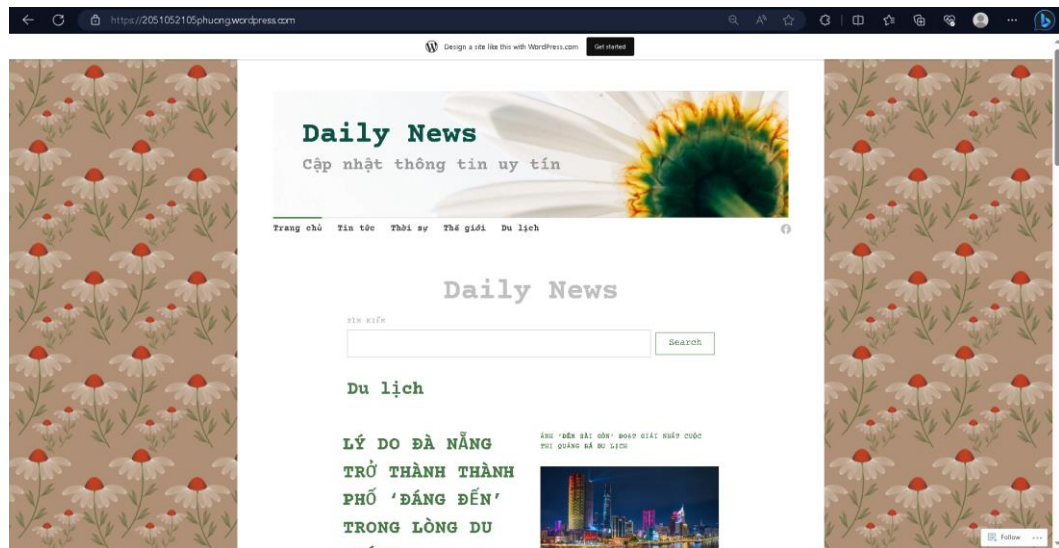 https://2051052105phuong.wordpress.com
Design a site like this with WordPress.com
Get started
Daily News
Cập nhật thông tin uy tín
Trang chủ Tin tức Thời sự Thế giới Du lịch
Daily News
TÌM KIẾM
Search
Du lịch
LÝ DO ĐÀ NẴNG
TRỞ THÀNH THÀNH
PHỐ ‘ĐÁNG ĐẾN’
TRONG LÒNG DU
ẢNH ‘ĐÊM SÀI GÒN’ ĐOẠT GIẢI NHẤT CUỘC
THI QUẢNG BÁ DU LỊCH
Follow